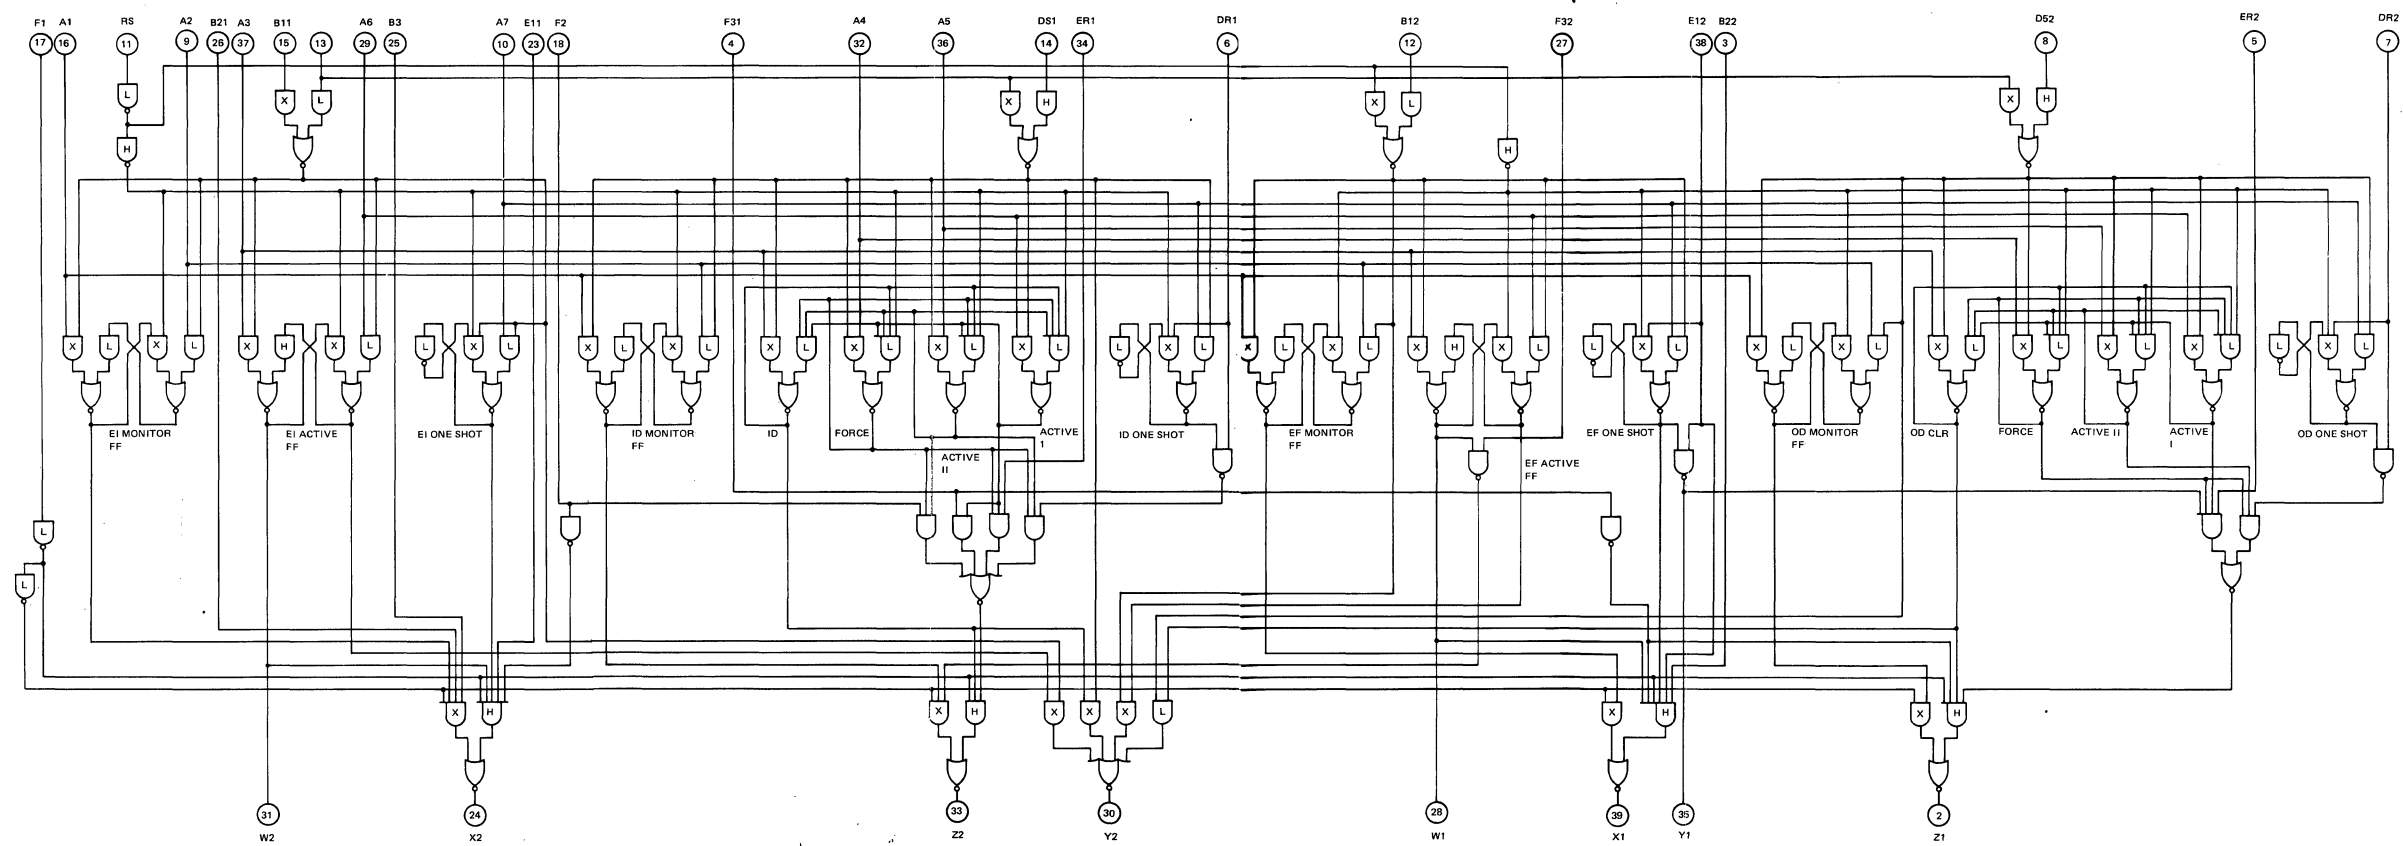 F1 A1 RS A2 B21 A3 B11 A6 B3 A7 E11 F2 F31 A4 A5 DS1 ER1 DR1 B12 F32 E12 B22 D52 ER2 DR2
17 16 11 9 26 37 15 13 29 25 10 23 18 4 32 36 14 34 6 12 27 38 3 8 5 7
L X L X H X L H X H
H H
X L X H X L L X L X L X L X L X L X L X L L X L X L X L X H X L L X L X L X L X L X L X L X L L X L
EI MONITOR FF
EI ACTIVE FF
EI ONE SHOT
ID MONITOR FF
ID
FORCE
ACTIVE II
ACTIVE 1
ID ONE SHOT
EF MONITOR FF
EF ACTIVE FF
EF ONE SHOT
OD MONITOR FF
OD CLR
FORCE
ACTIVE II
ACTIVE I
OD ONE SHOT
L
L
X H X H X X X L X H X H
31 24 33 30 28 39 35 2
W2 X2 Z2 Y2 W1 X1 Y1 Z1